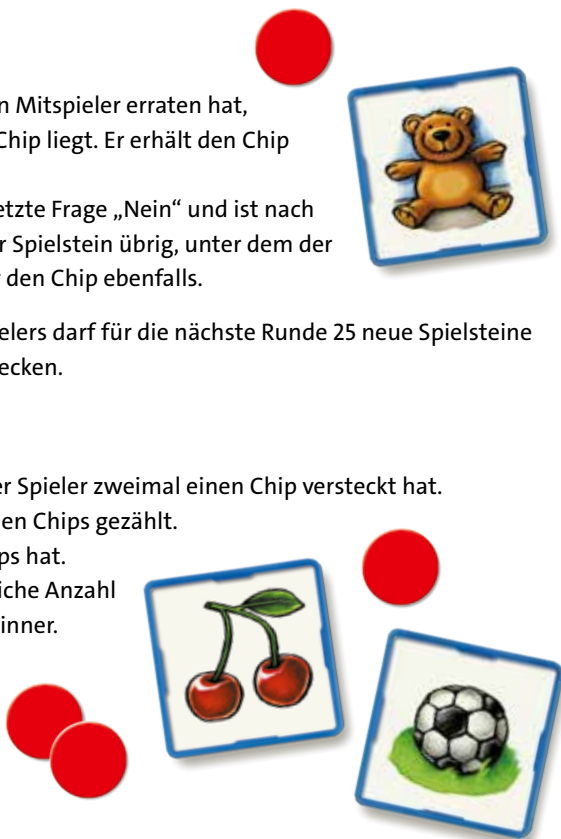 n Mitspieler erraten hat,
Chip liegt. Er erhält den Chip
etzte Frage „Nein“ und ist nach
r Spielstein übrig, unter dem der
den Chip ebenfalls.
ielers darf für die nächste Runde 25 neue Spielsteine
ecken.
er Spieler zweimal einen Chip versteckt hat.
en Chips gezählt.
ps hat.
iche Anzahl
inner.